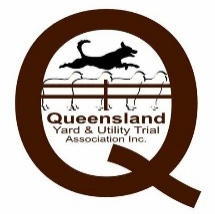 Queensland
Yard & Utility Trial
Association Inc.